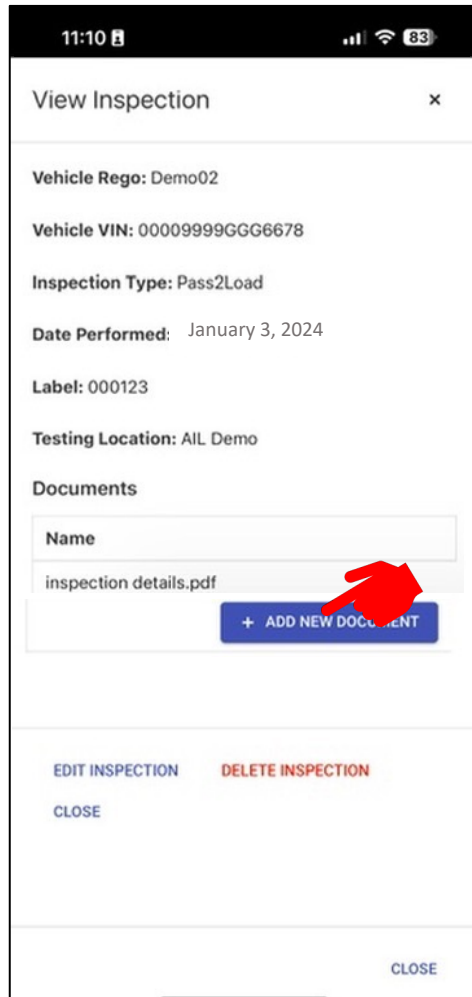 11:10
83
View Inspection ×
Vehicle Rego: Demo02
Vehicle VIN: 00009999GGG6678
Inspection Type: Pass2Load
Date Performed: January 3, 2024
Label: 000123
Testing Location: AIL Demo
Documents
Name
inspection details.pdf
+ ADD NEW DOCUMENT
EDIT INSPECTION DELETE INSPECTION
CLOSE
CLOSE